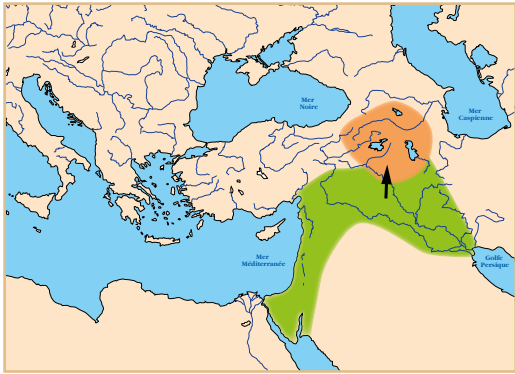 Mer
Noire
Mer
Caspienne
Mer
Méditerranée
Golfe
Persique